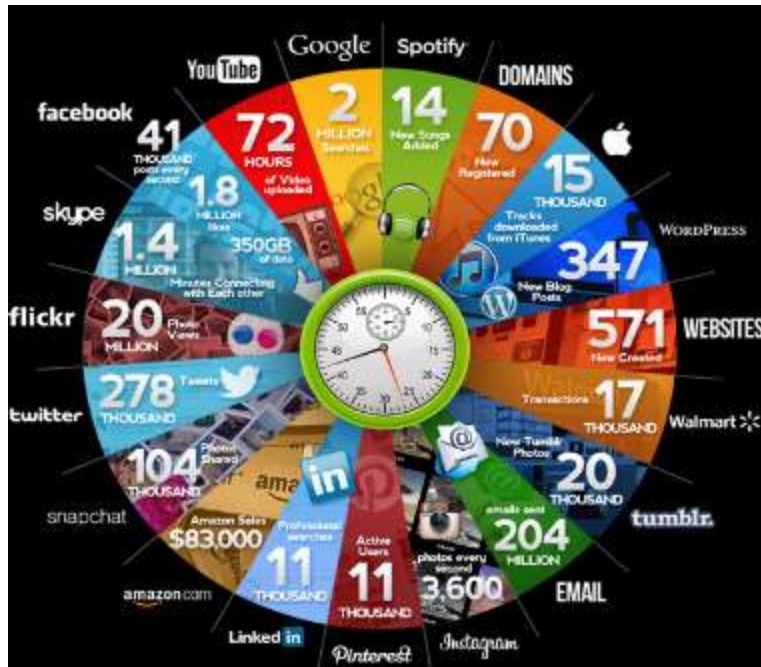 Google
2
MILLION
Searches
Spotify
14
New Songs
Added
DOMAINS
70
New
Registered
15
THOUSAND
Tracks
downloaded
from iTunes
WORDPRESS
347
New Blog
Posts
WEBSITES
571
New Created
Walmart
Transactions
17
THOUSAND
tumblr.
New Tumblr
Photos
20
THOUSAND
EMAIL
emails sent
204
MILLION
Instagram
photos every
second
3,600
Pinterest
Active
Users
11
THOUSAND
Linked in
in
Professional
searches
11
THOUSAND
amazon.com
amazon
Amazon Sales
$83,000
snapchat
104
THOUSAND
Photos
Shared
twitter
278
THOUSAND
Tweets
flickr
20
MILLION
Photo
Views
skype
1.4
MILLION
Minutes Connecting
with Each other
facebook
41
THOUSAND
posts every
second
1.8
MILLION
likes
350GB
of data
YouTube
72
HOURS
of Video
uploaded